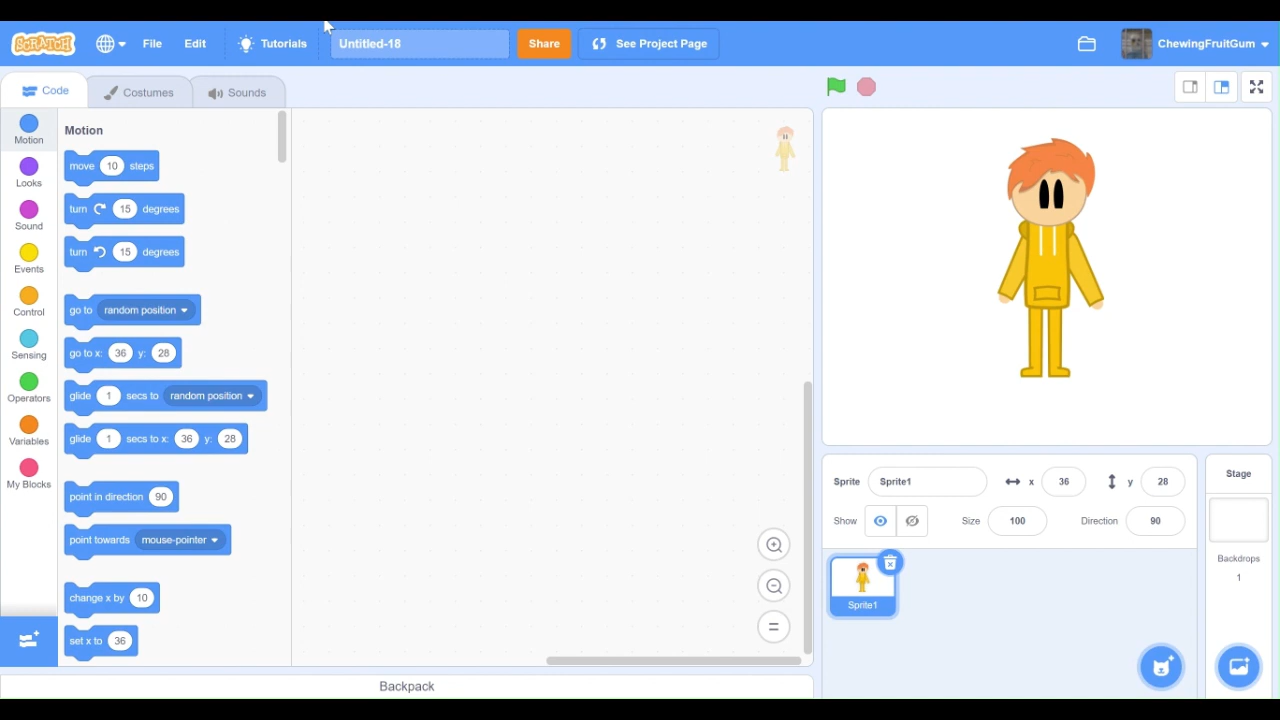 SCRATCH File Edit Tutorials Untitled-18 Share See Project Page ChewingFruitGum
Code Costumes Sounds
Motion
Looks
Sound
Events
Control
Sensing
Operators
Variables
My Blocks
Motion
move 10 steps
turn 15 degrees
turn 15 degrees
go to random position
go to x: 36 y: 28
glide 1 secs to random position
glide 1 secs to x: 36 y: 28
point in direction 90
point towards mouse-pointer
change x by 10
set x to 36
Backpack
Sprite Sprite1 x 36 y 28
Show Size 100 Direction 90
Sprite1
Stage
Backdrops
1